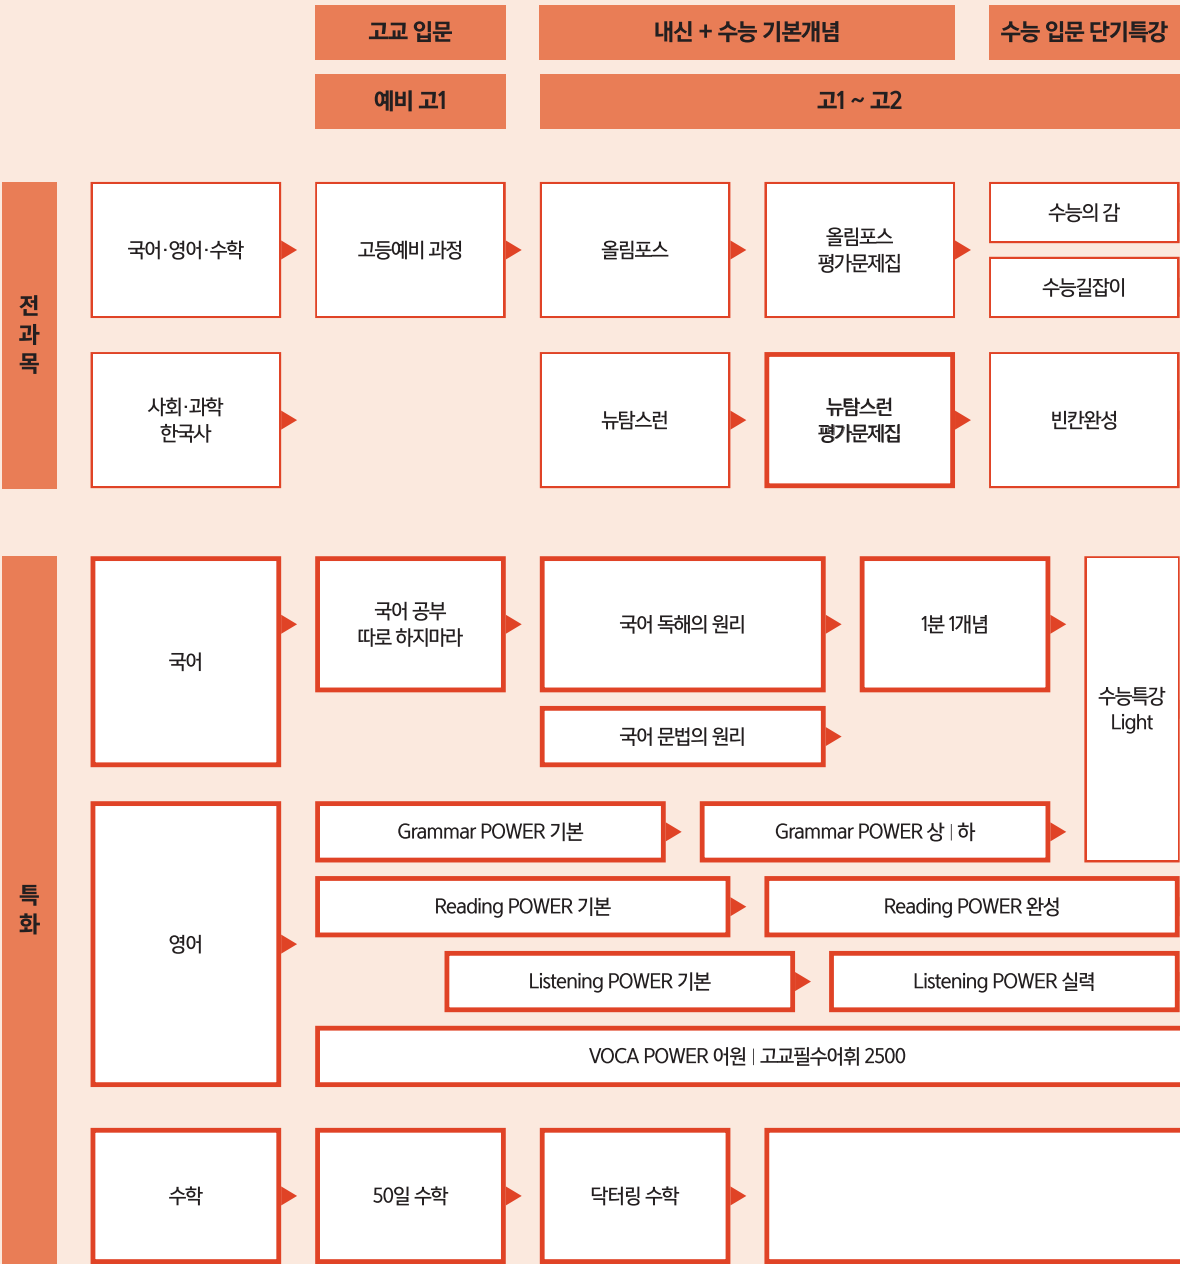 고교 입문
내신 + 수능 기본개념
수능 입문 단기특강
예비 고1
고1 ~ 고2
전과목
국어·영어·수학
고등예비 과정
올림포스
올림포스
평가문제집
수능의 감
수능길잡이
사회·과학
한국사
뉴탐스런
뉴탐스런
평가문제집
빈칸완성
특화
국어
국어 공부
따로 하지마라
국어 독해의 원리
1분 1개념
수능특강
Light
국어 문법의 원리
영어
Grammar POWER 기본
Grammar POWER 상 | 하
Reading POWER 기본
Reading POWER 완성
Listening POWER 기본
Listening POWER 실력
VOCA POWER 어원 | 고교필수어휘 2500
수학
50일 수학
닥터링 수학